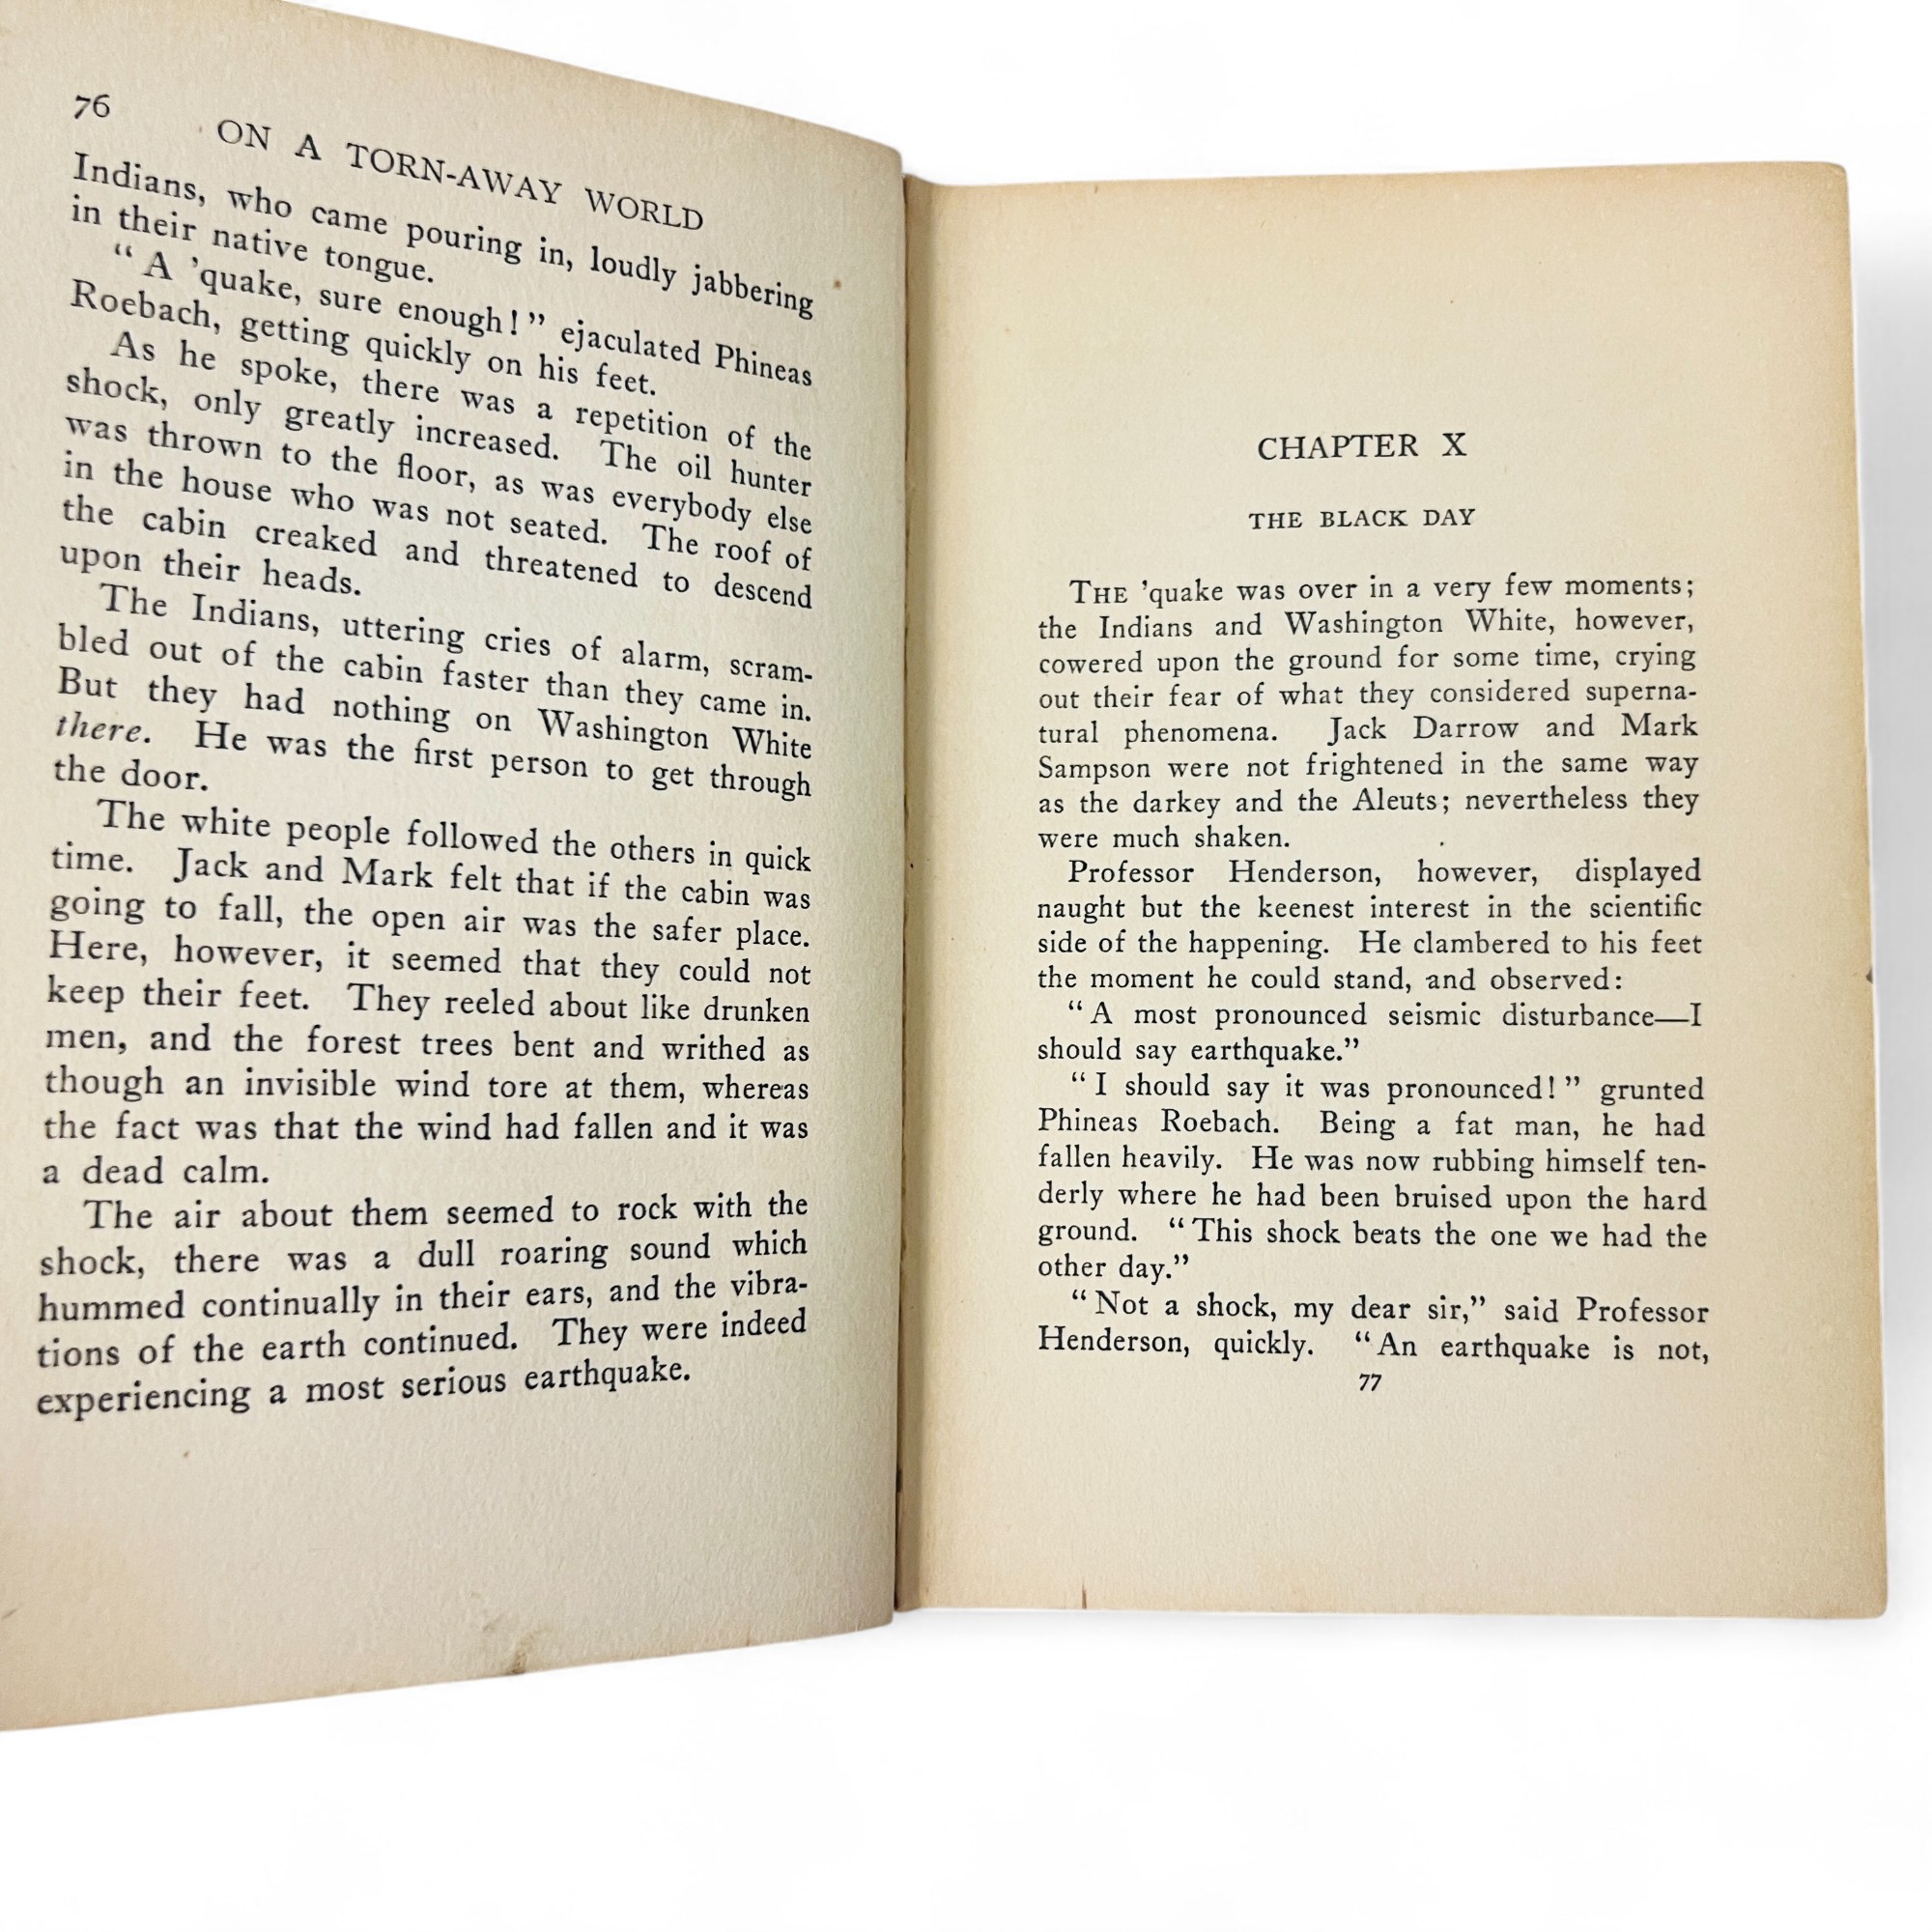 76
ON A TORN-AWAY WORLD
Indians, who came pouring in, loudly jabbering
in their native tongue.
“A ’quake, sure enough!” ejaculated Phineas
Roebach, getting quickly on his feet.
As he spoke, there was a repetition of the
shock, only greatly increased. The oil hunter
was thrown to the floor, as was everybody else
in the house who was not seated. The roof of
the cabin creaked and threatened to descend
upon their heads.
The Indians, uttering cries of alarm, scram-
bled out of the cabin faster than they came in.
But they had nothing on Washington White
there. He was the first person to get through
the door.
The white people followed the others in quick
time. Jack and Mark felt that if the cabin was
going to fall, the open air was the safer place.
Here, however, it seemed that they could not
keep their feet. They reeled about like drunken
men, and the forest trees bent and writhed as
though an invisible wind tore at them, whereas
the fact was that the wind had fallen and it was
a dead calm.
The air about them seemed to rock with the
shock, there was a dull roaring sound which
hummed continually in their ears, and the vibra-
tions of the earth continued. They were indeed
experiencing a most serious earthquake.
CHAPTER X
THE BLACK DAY
THE ’quake was over in a very few moments;
the Indians and Washington White, however,
cowered upon the ground for some time, crying
out their fear of what they considered superna-
tural phenomena. Jack Darrow and Mark
Sampson were not frightened in the same way
as the darkey and the Aleuts; nevertheless they
were much shaken.
Professor Henderson, however, displayed
naught but the keenest interest in the scientific
side of the happening. He clambered to his feet
the moment he could stand, and observed:
“A most pronounced seismic disturbance—I
should say earthquake.”
“I should say it was pronounced!” grunted
Phineas Roebach. Being a fat man, he had
fallen heavily. He was now rubbing himself ten-
derly where he had been bruised upon the hard
ground. “This shock beats the one we had the
other day.”
“Not a shock, my dear sir,” said Professor
Henderson, quickly. “An earthquake is not,
77